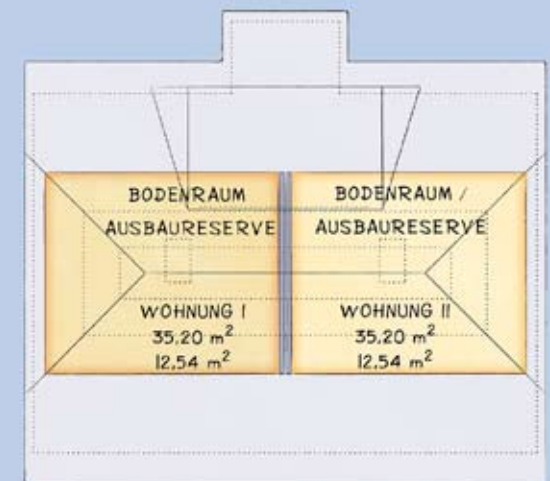 BODENRAUM
AUSBAURESERVE
WOHNUNG I
35,20 m²
12,54 m²
BODENRAUM /
AUSBAURESERVE
WOHNUNG II
35,20 m²
12,54 m²